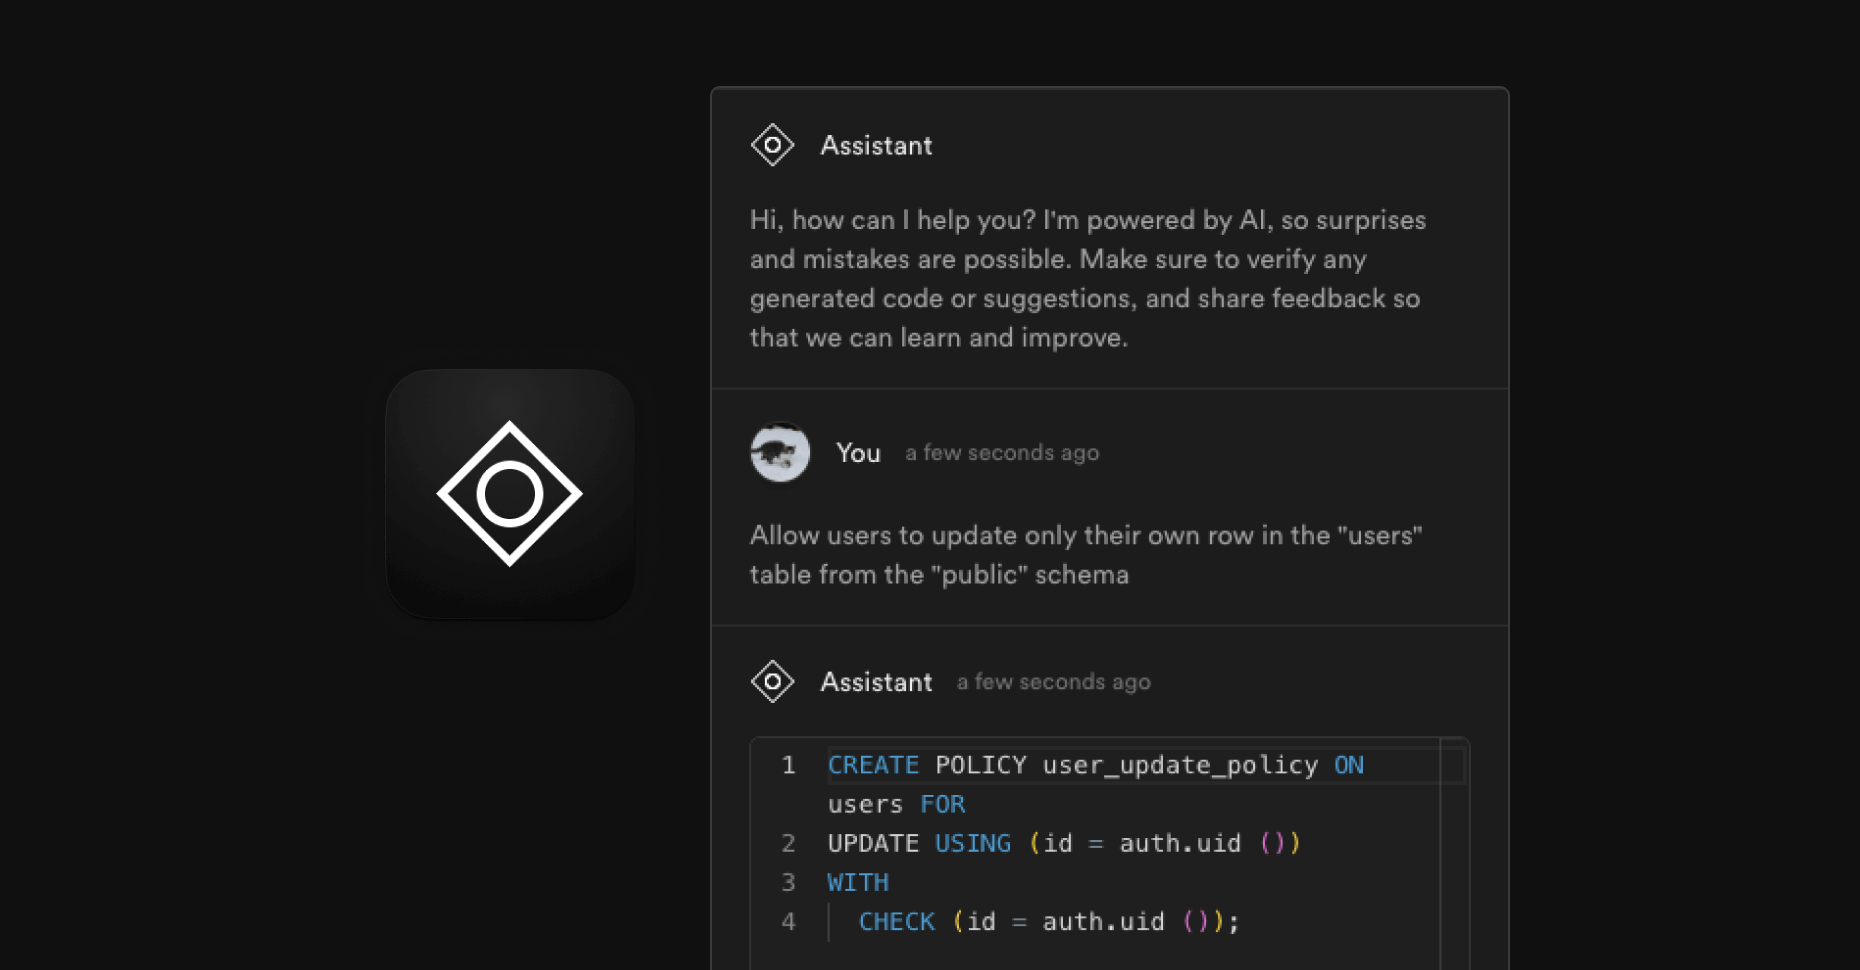 Assistant
Hi, how can I help you? I'm powered by AI, so surprises
and mistakes are possible. Make sure to verify any
generated code or suggestions, and share feedback so
that we can learn and improve.
You a few seconds ago
Allow users to update only their own row in the "users"
table from the "public" schema
Assistant a few seconds ago
1 CREATE POLICY user_update_policy ON
users FOR
2 UPDATE USING (id = auth.uid ())
3 WITH
4 CHECK (id = auth.uid ());